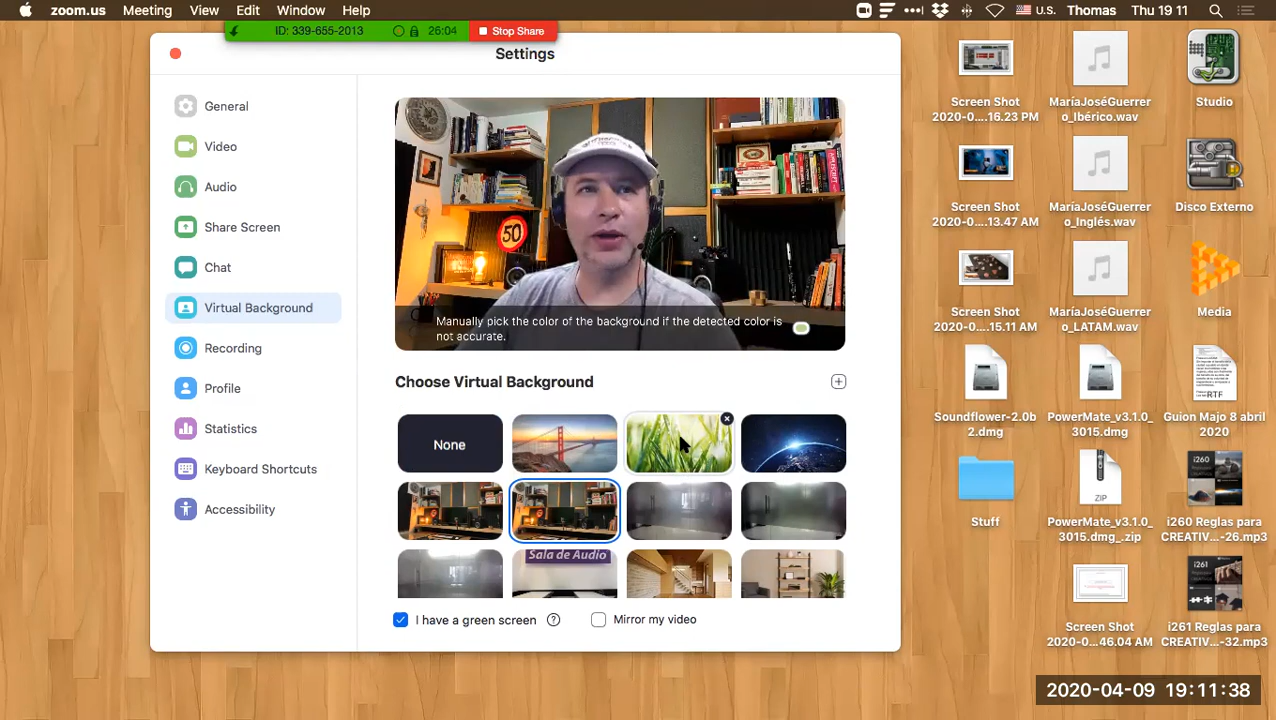 zoom.us Meeting View Edit Window Help
U.S. Thomas Thu 19 11
ID: 339-655-2013 26:04 Stop Share
Settings
General
Video
Audio
Share Screen
Chat
Virtual Background
Recording
Profile
Statistics
Keyboard Shortcuts
Accessibility
50
Manually pick the color of the background if the detected color is
not accurate.
Choose Virtual Background
None
Sala de Audio
I have a green screen
Mirror my video
Screen Shot
2020-0....16.23 PM
MaríaJoséGuerrer
o_Ibérico.wav
Studio
Screen Shot
2020-0....13.47 AM
MaríaJoséGuerrer
o_Inglés.wav
Disco Externo
Screen Shot
2020-0....15.11 AM
MaríaJoséGuerrer
o_LATAM.wav
Media
Soundflower-2.0b
2.dmg
PowerMate_v3.1.0_
3015.dmg
RTF
Guion Majo 8 abril
2020
Stuff
ZIP
PowerMate_v3.1.0_
3015.dmg_.zip
i260
i260 Reglas para
CREATIV...-26.mp3
Screen Shot
2020-0....46.04 AM
i261
i261 Reglas para
CREATIV...-32.mp3
2020-04-09 19:11:38